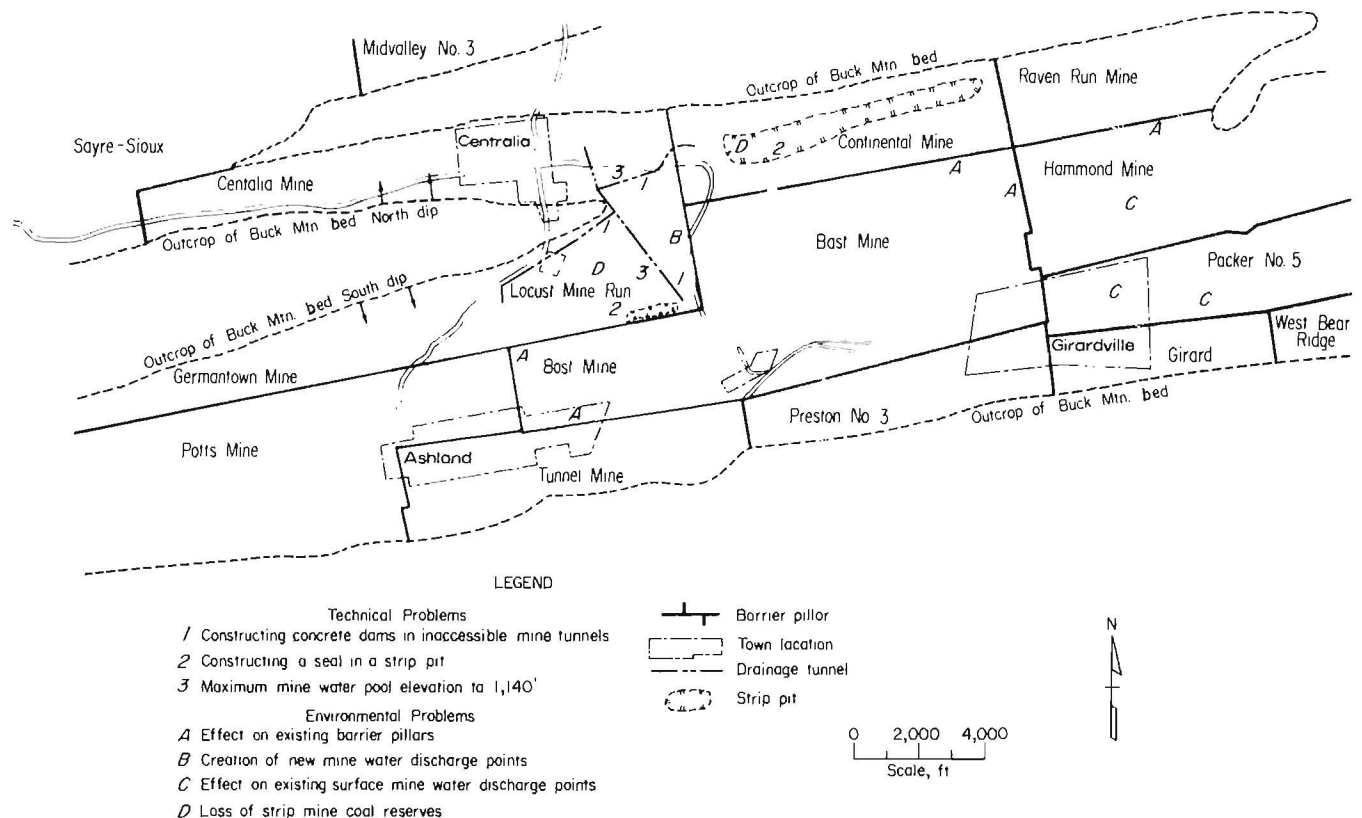 Midvalley No. 3
Outcrop of Buck Mtn bed
Raven Run Mine
Sayre-Sioux
Centralia
D 2
Continental Mine
A
3
Centalia Mine
1
A
A
Hammond Mine
C
Outcrop of Buck Mtn bed North dip
1
B
Bast Mine
D
3
1
Packer No. 5
Locust Mine Run
C
C
2
Outcrop of Buck Mtn. bed South dip
Girardville
Girard
West Bear
Ridge
Germantown Mine
A
Bost Mine
Preston No 3
Outcrop of Buck Mtn. bed
A
Potts Mine
Ashland
Tunnel Mine
LEGEND
Technical Problems
1 Constructing concrete dams in inaccessible mine tunnels
2 Constructing a seal in a strip pit
3 Maximum mine water pool elevation to 1,140'
Environmental Problems
A Effect on existing barrier pillars
B Creation of new mine water discharge points
C Effect on existing surface mine water discharge points
D Loss of strip mine coal reserves
Barrier pillor
Town location
Drainage tunnel
Strip pit
N
0 2,000 4,000
Scale, ft